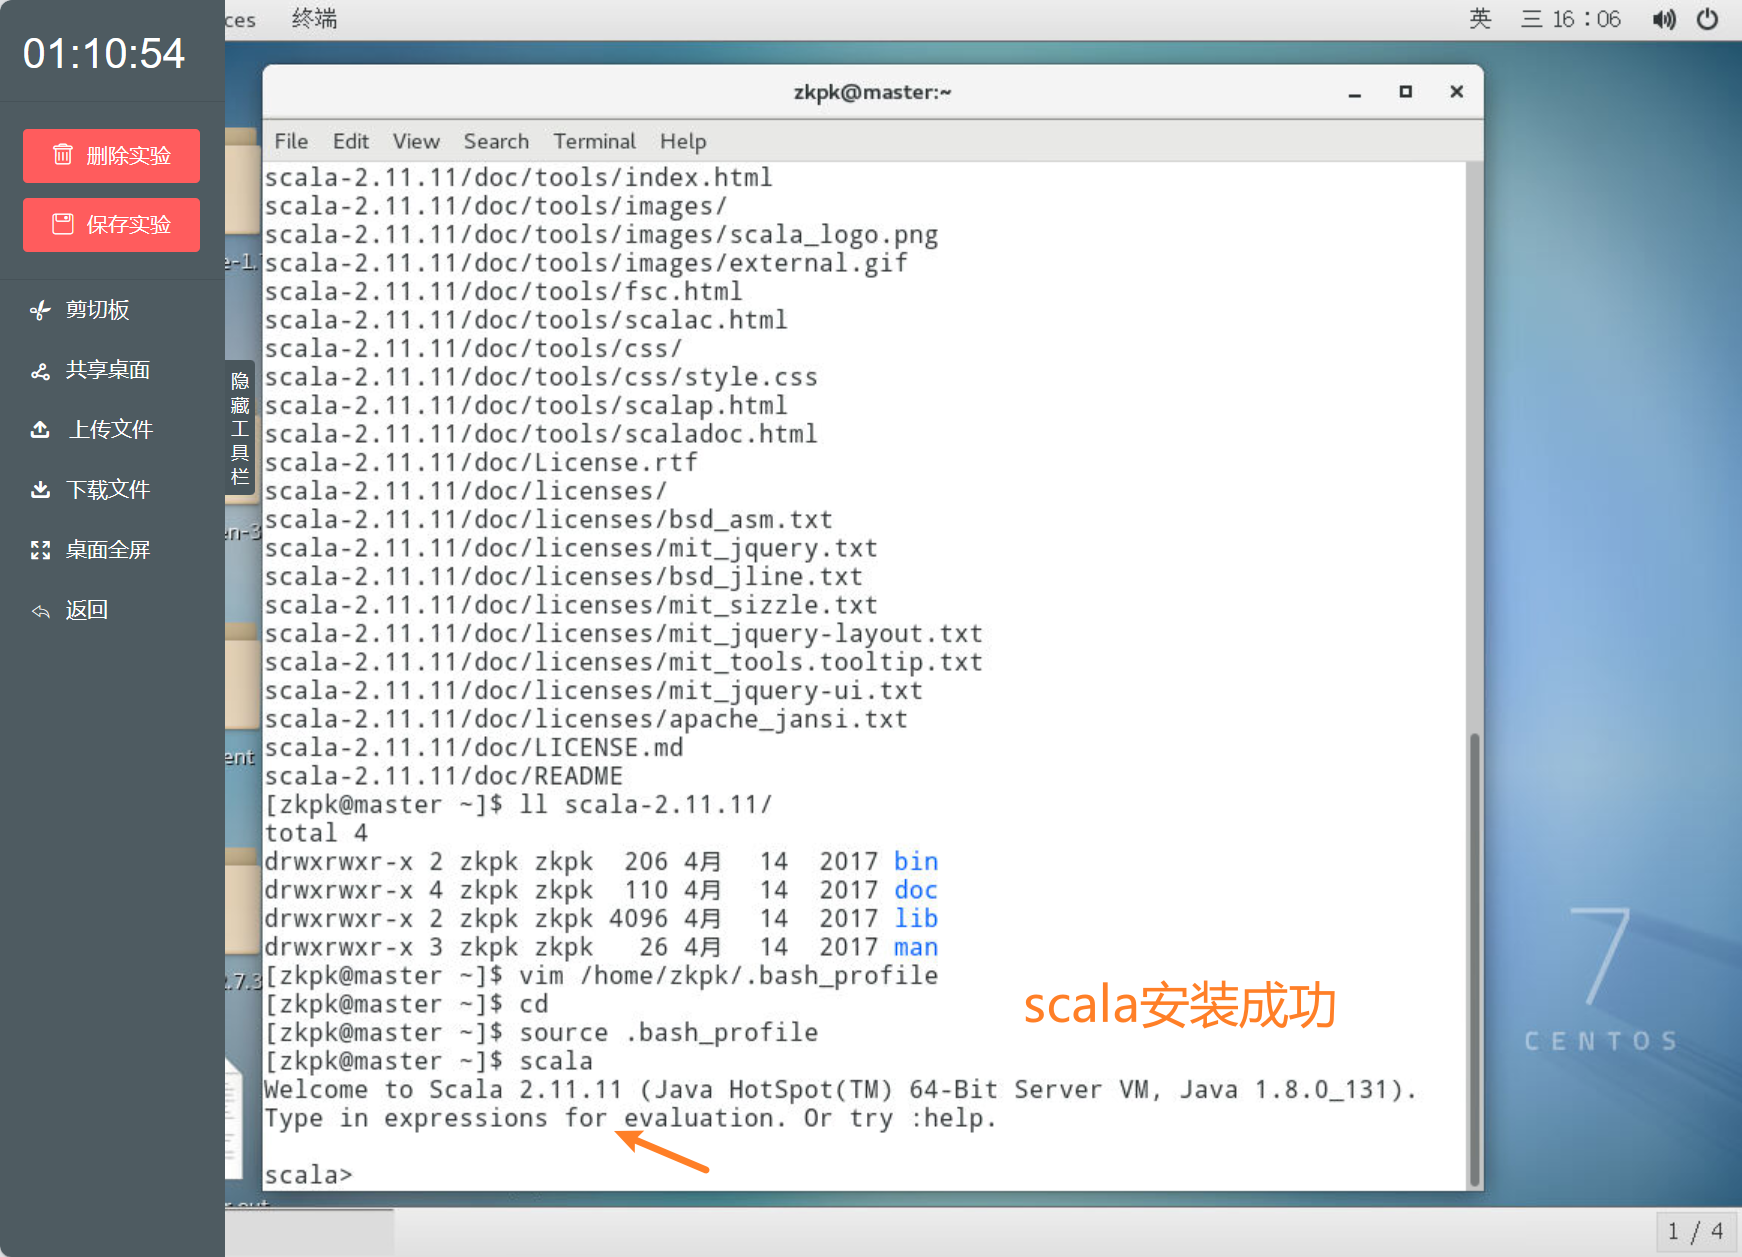 01:10:54
删除实验
保存实验
剪切板
共享桌面
上传文件
下载文件
桌面全屏
返回
隐藏工具栏
ces 终端
英 三 16：06
e-1.
en-3
ent
2.7.3
zkpk@master:~
File Edit View Search Terminal Help
scala-2.11.11/doc/tools/index.html
scala-2.11.11/doc/tools/images/
scala-2.11.11/doc/tools/images/scala_logo.png
scala-2.11.11/doc/tools/images/external.gif
scala-2.11.11/doc/tools/fsc.html
scala-2.11.11/doc/tools/scalac.html
scala-2.11.11/doc/tools/css/
scala-2.11.11/doc/tools/css/style.css
scala-2.11.11/doc/tools/scalap.html
scala-2.11.11/doc/tools/scaladoc.html
scala-2.11.11/doc/License.rtf
scala-2.11.11/doc/licenses/
scala-2.11.11/doc/licenses/bsd_asm.txt
scala-2.11.11/doc/licenses/mit_jquery.txt
scala-2.11.11/doc/licenses/bsd_jline.txt
scala-2.11.11/doc/licenses/mit_sizzle.txt
scala-2.11.11/doc/licenses/mit_jquery-layout.txt
scala-2.11.11/doc/licenses/mit_tools.tooltip.txt
scala-2.11.11/doc/licenses/mit_jquery-ui.txt
scala-2.11.11/doc/licenses/apache_jansi.txt
scala-2.11.11/doc/LICENSE.md
scala-2.11.11/doc/README
[zkpk@master ~]$ ll scala-2.11.11/
total 4
drwxrwxr-x 2 zkpk zkpk  206 4月  14  2017 bin
drwxrwxr-x 4 zkpk zkpk  110 4月  14  2017 doc
drwxrwxr-x 2 zkpk zkpk 4096 4月  14  2017 lib
drwxrwxr-x 3 zkpk zkpk   26 4月  14  2017 man
[zkpk@master ~]$ vim /home/zkpk/.bash_profile
[zkpk@master ~]$ cd
[zkpk@master ~]$ source .bash_profile
[zkpk@master ~]$ scala
Welcome to Scala 2.11.11 (Java HotSpot(TM) 64-Bit Server VM, Java 1.8.0_131).
Type in expressions for evaluation. Or try :help.
scala>
scala安装成功
7
CENTOS
1 / 4